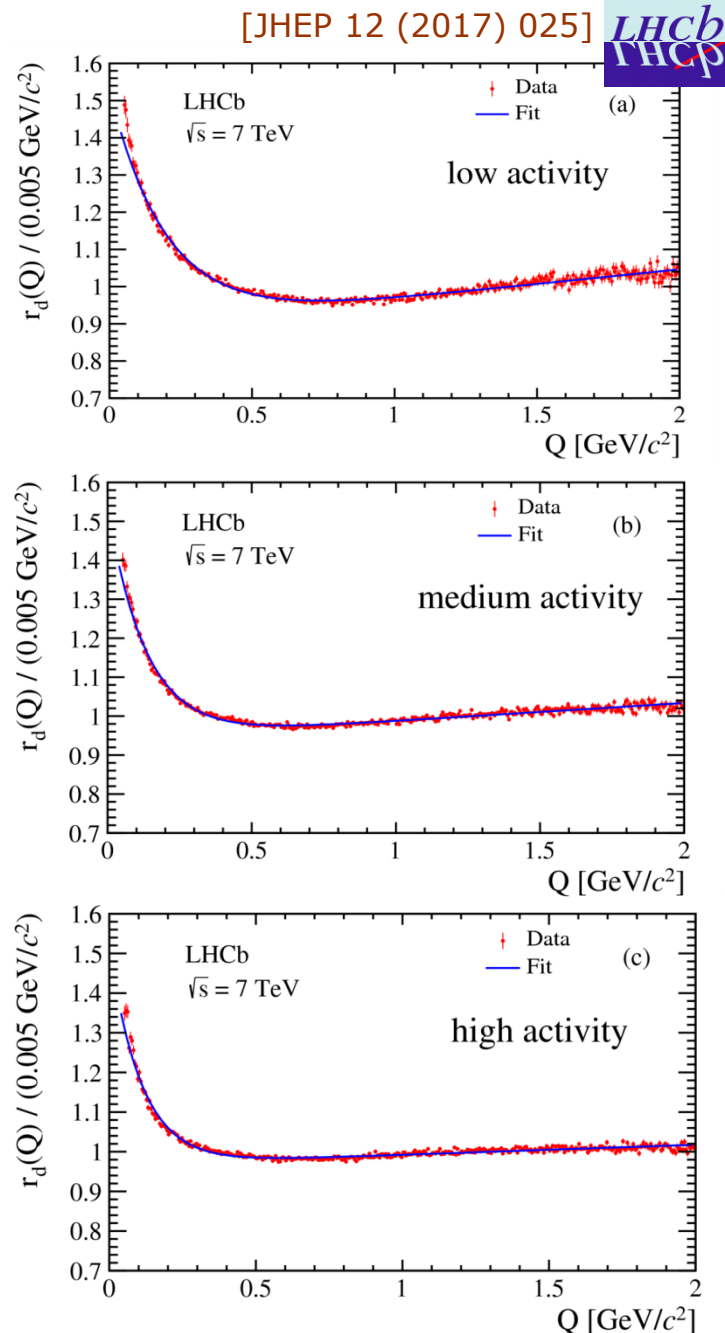 [JHEP 12 (2017) 025]
LHCb
LHCb
r_d(Q) / (0.005 GeV/c²)
1.6
1.5
1.4
1.3
1.2
1.1
1
0.9
0.8
0.7
LHCb
√s = 7 TeV
Data
Fit
(a)
low activity
0 0.5 1 1.5 2
Q [GeV/c²]
r_d(Q) / (0.005 GeV/c²)
1.6
1.5
1.4
1.3
1.2
1.1
1
0.9
0.8
0.7
LHCb
√s = 7 TeV
Data
Fit
(b)
medium activity
0 0.5 1 1.5 2
Q [GeV/c²]
r_d(Q) / (0.005 GeV/c²)
1.6
1.5
1.4
1.3
1.2
1.1
1
0.9
0.8
0.7
LHCb
√s = 7 TeV
Data
Fit
(c)
high activity
0 0.5 1 1.5 2
Q [GeV/c²]